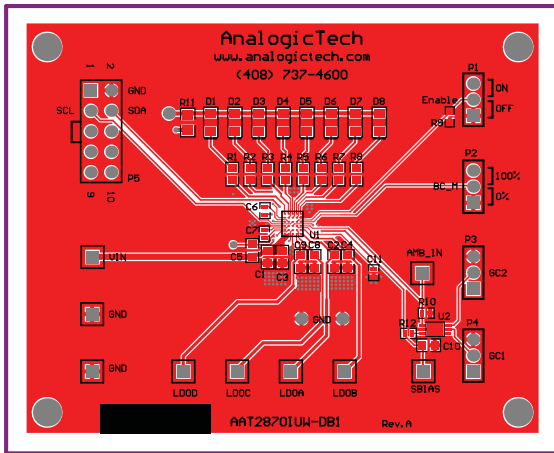 AnalogicTech
www.analogictech.com
(408) 737-4600
1 2
GND
SCL SDA
9 10 P5
R11 D1 D2 D3 D4 D5 D6 D7 D8
R1 R2 R3 R4 R5 R6 R7 R8
Enable
R9
P1
ON
OFF
P2
100%
BC_M
0%
C6
C7
U1
VIN
C5
C1 C3
C9 C8 C2 C4
C11
AMB_IN
P3
GC2
GND
GND
R10
R12 U2
C10
P4
GC1
GND
LDOD LDOC LDOA LDOB SBIAS
AAT2870IUW-DB1 Rev.A